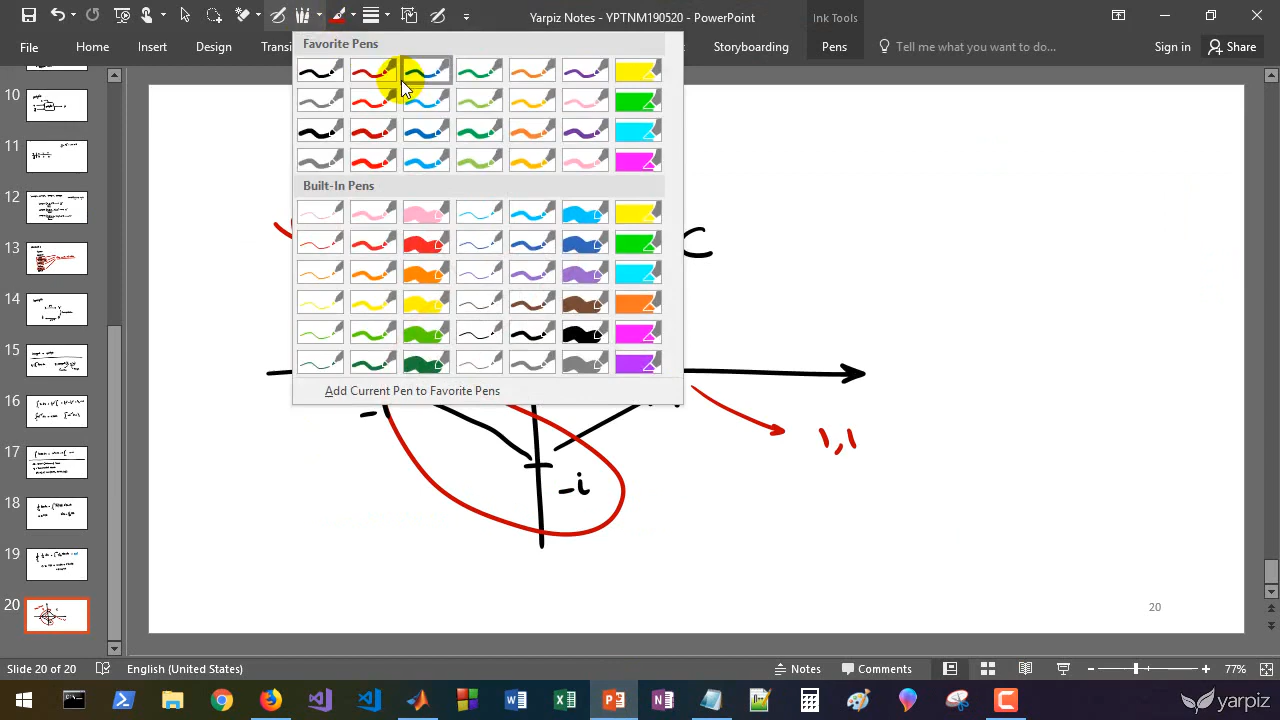 Yarpiz Notes - YPTNM190520 - PowerPoint
Ink Tools
File
Home
Insert
Design
Transi
Storyboarding
Pens
Tell me what you want to do...
Sign in
Share
Favorite Pens
Built-In Pens
Add Current Pen to Favorite Pens
10
11
12
13
14
15
16
17
18
19
20
C
-
-i
1,1
20
Slide 20 of 20
English (United States)
Notes
Comments
77%
yarpiz